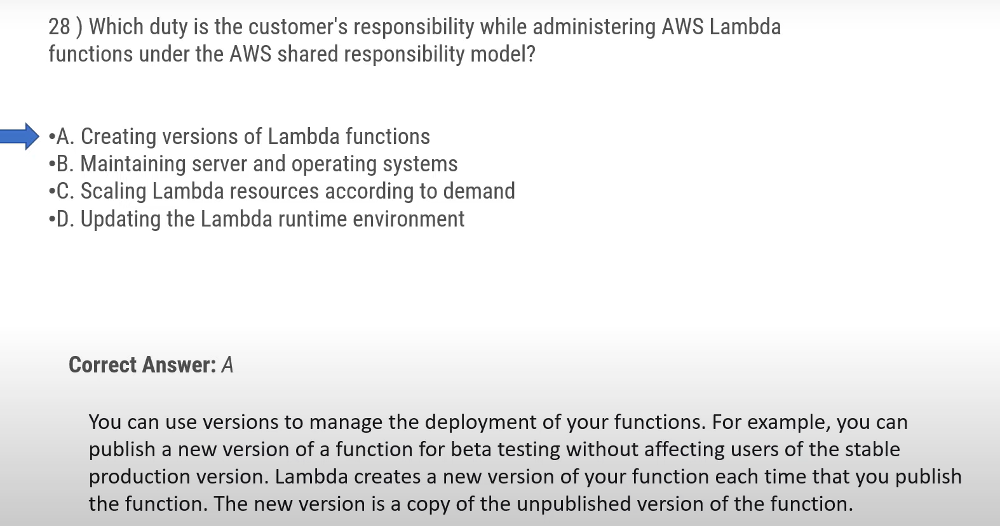 28 ) Which duty is the customer's responsibility while administering AWS Lambda
functions under the AWS shared responsibility model?
•A. Creating versions of Lambda functions
•B. Maintaining server and operating systems
•C. Scaling Lambda resources according to demand
•D. Updating the Lambda runtime environment
Correct Answer: A
You can use versions to manage the deployment of your functions. For example, you can
publish a new version of a function for beta testing without affecting users of the stable
production version. Lambda creates a new version of your function each time that you publish
the function. The new version is a copy of the unpublished version of the function.